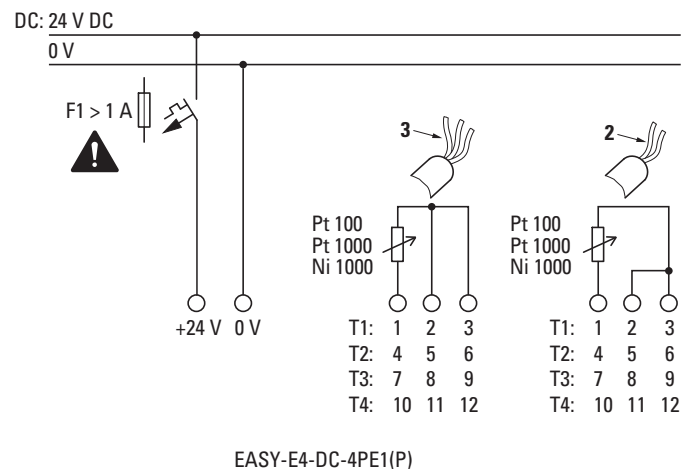 DC: 24 V DC
0 V
F1 > 1 A
3
2
Pt 100
Pt 1000
Ni 1000
Pt 100
Pt 1000
Ni 1000
+24 V 0 V
T1: 1 2 3
T2: 4 5 6
T3: 7 8 9
T4: 10 11 12
T1: 1 2 3
T2: 4 5 6
T3: 7 8 9
T4: 10 11 12
EASY-E4-DC-4PE1(P)